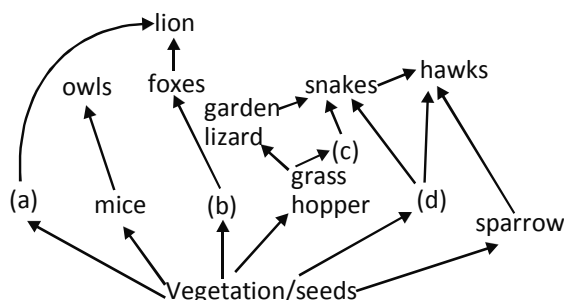 lion
owls
foxes
snakes
hawks
garden
lizard
(c)
grass
hopper
(a)
mice
(b)
(d)
sparrow
Vegetation/seeds